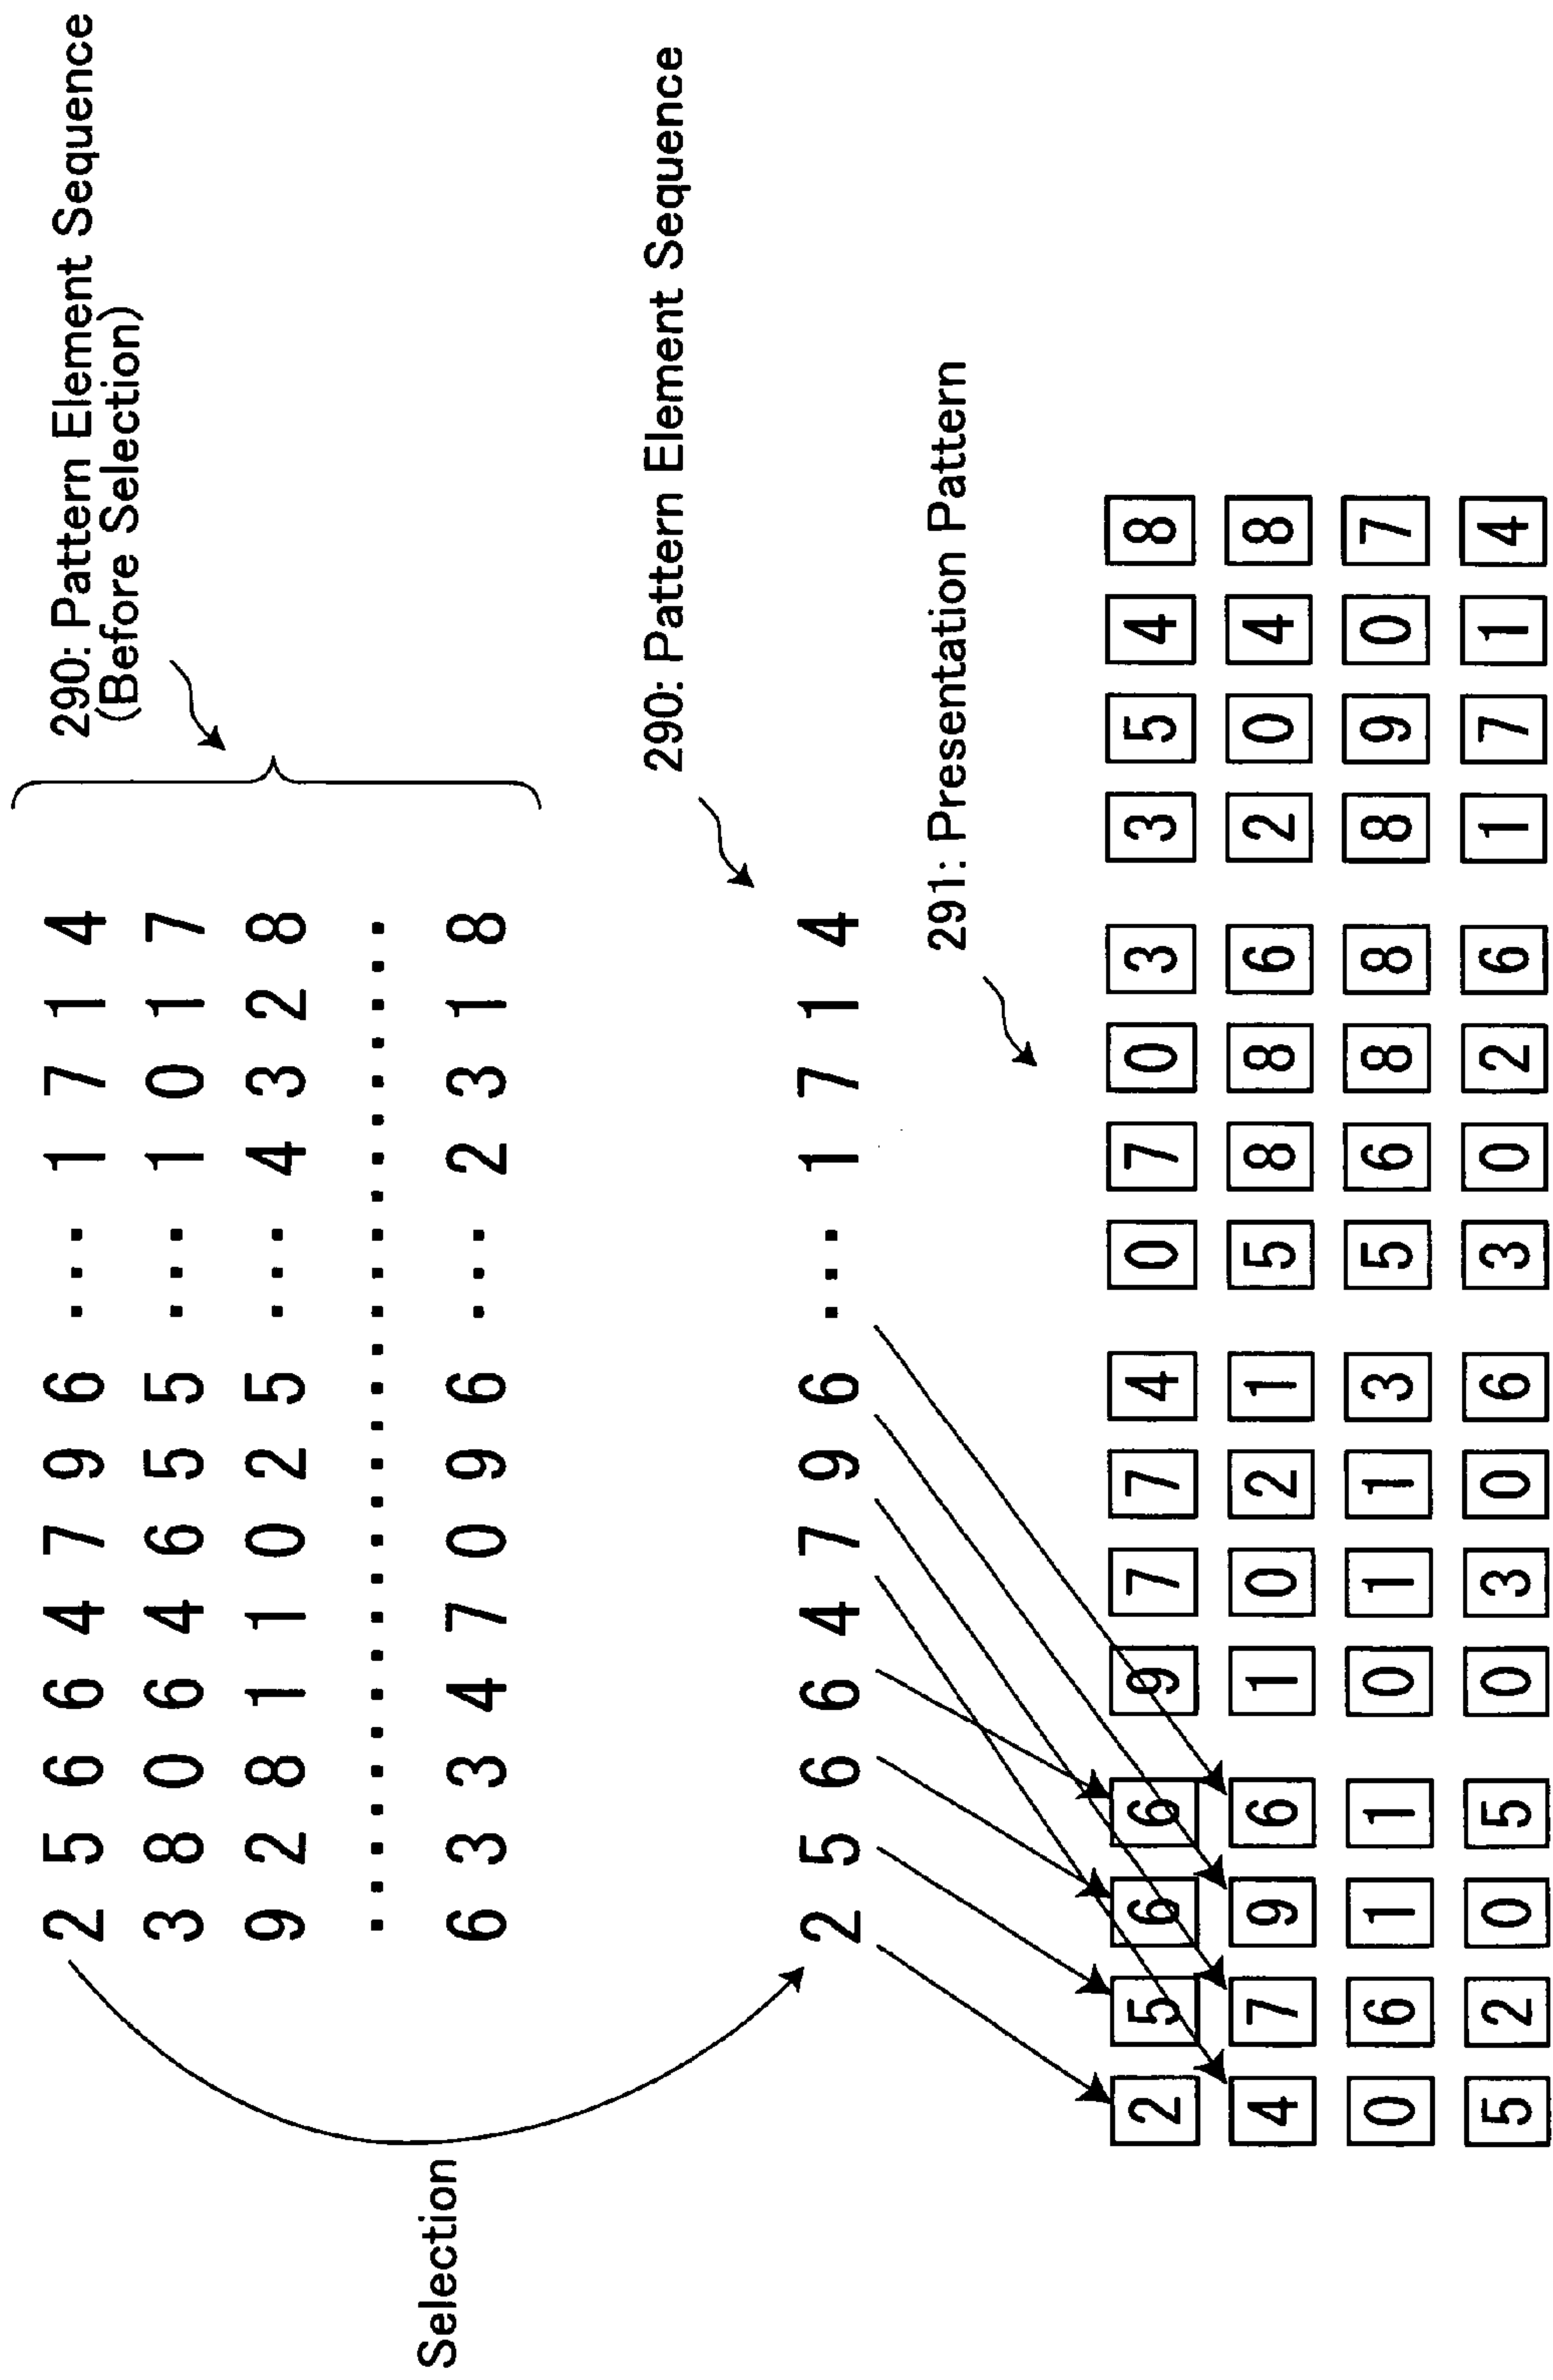 290: Pattern Element Sequence
(Before Selection)
2 5 6 6 4 7 9 6 ... 1 7 1 4
3 8 0 6 4 6 5 5 ... 1 0 1 7
9 2 8 1 1 0 2 5 ... 4 3 2 8
...........................
6 3 3 4 7 0 9 6 ... 2 3 1 8
Selection
290: Pattern Element Sequence
2 5 6 6 4 7 9 6 ... 1 7 1 4
291: Presentation Pattern
2 5 6 6 9 7 7 4 0 7 0 3 3 5 4 8
4 7 9 6 1 0 2 1 5 8 8 6 2 0 4 8
0 6 1 1 0 1 1 3 5 6 8 8 8 9 0 7
5 2 0 5 0 3 0 6 3 0 2 6 1 7 1 4